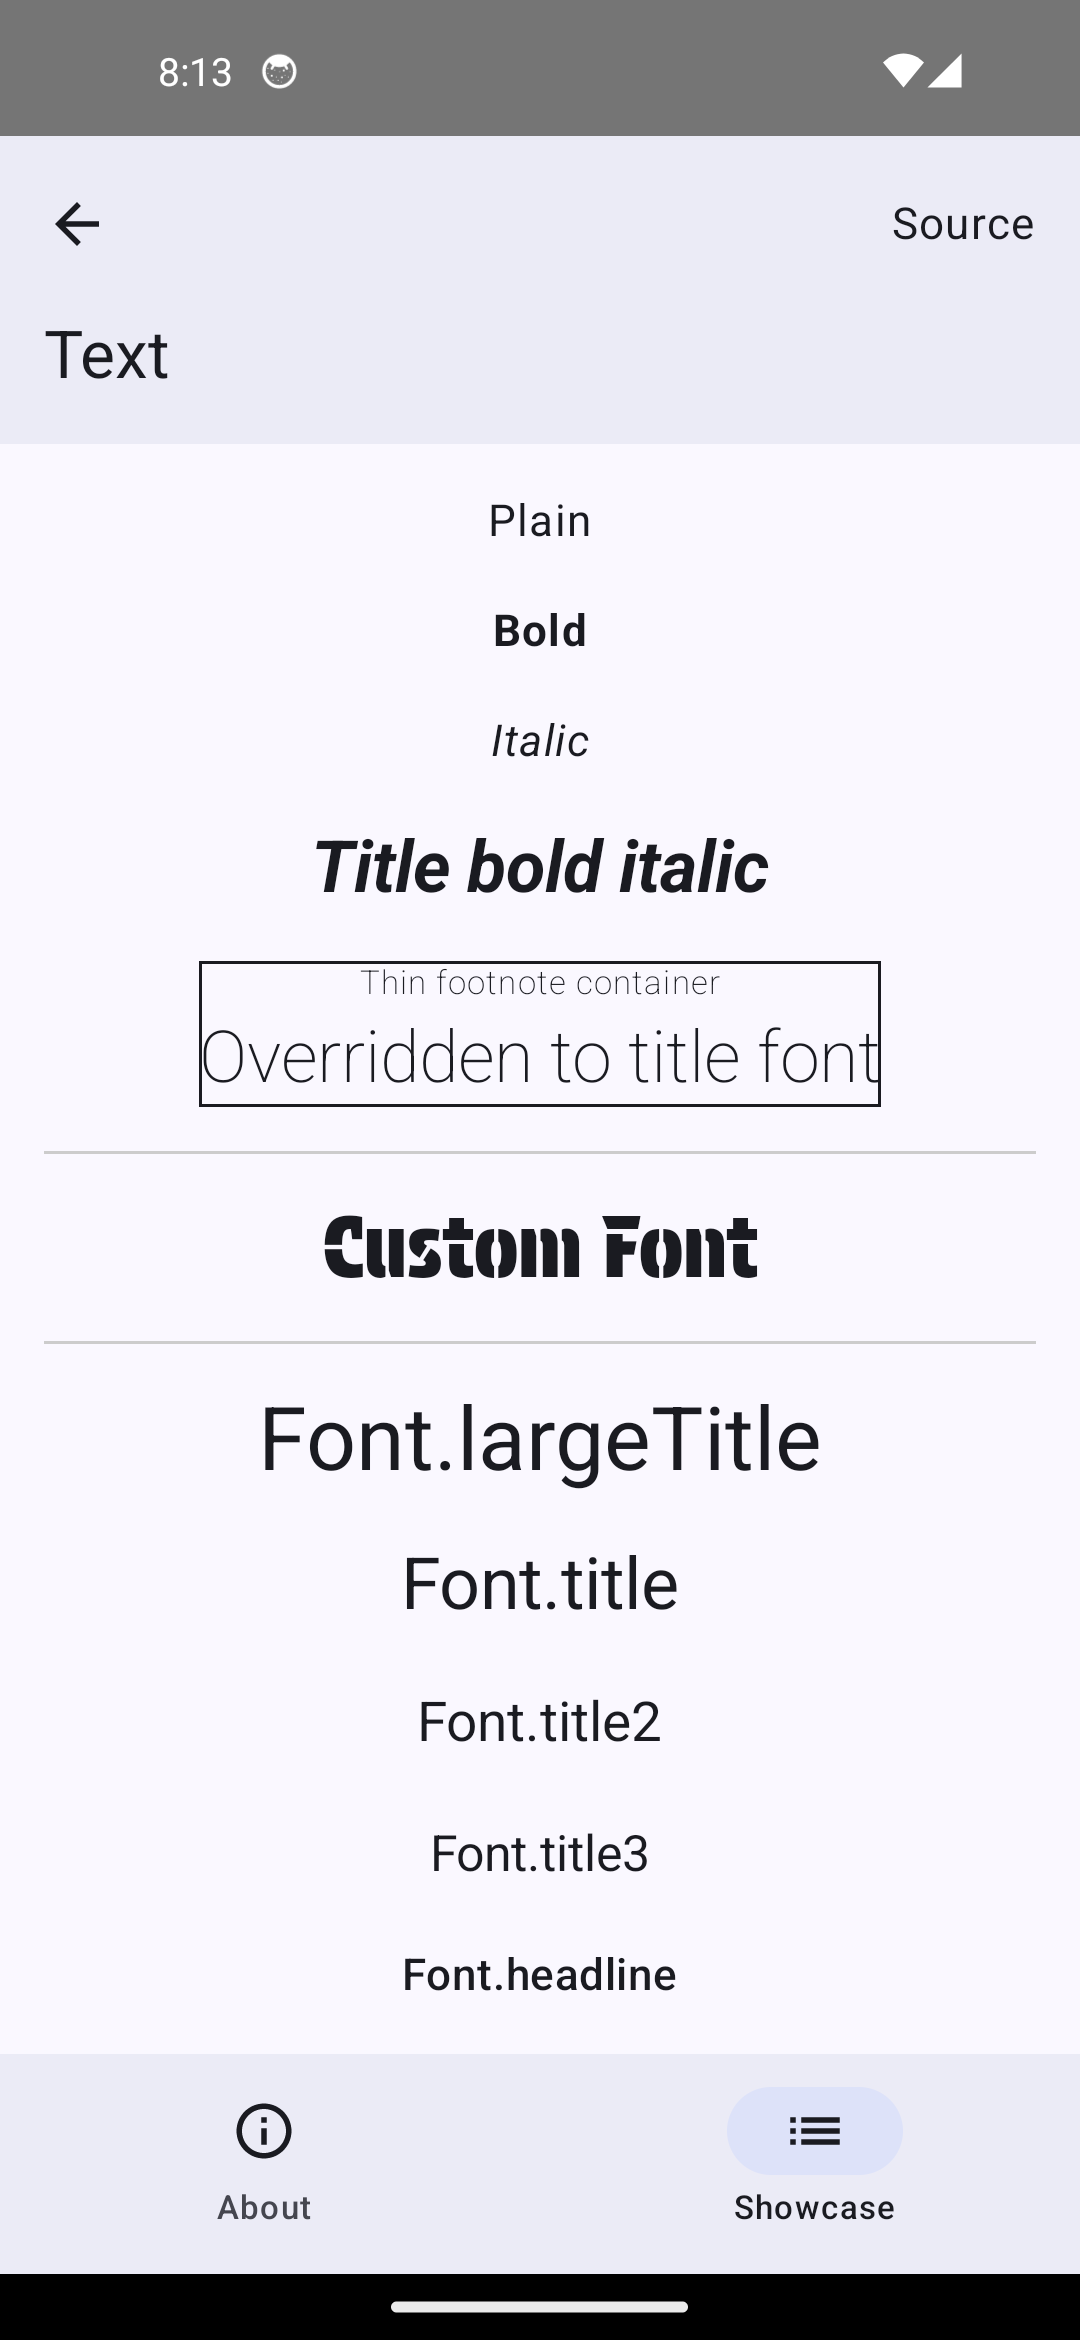 8:13
Source
Text
Plain
Bold
Italic
Title bold italic
Thin footnote container
Overridden to title font
Custom Font
Font.largeTitle
Font.title
Font.title2
Font.title3
Font.headline
About
Showcase